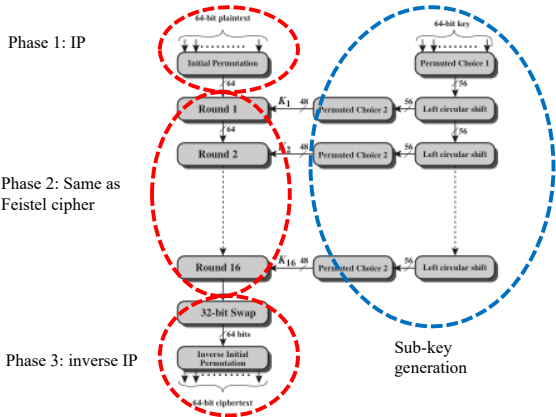 64-bit plaintext
64-bit key
Phase 1: IP
Initial Permutation
Permuted Choice 1
64
56
Round 1
K1
48
Permuted Choice 2
56
Left circular shift
64
56
Round 2
K2
48
Permuted Choice 2
56
Left circular shift
Phase 2: Same as
Feistel cipher
Round 16
K16
48
Permuted Choice 2
56
Left circular shift
32-bit Swap
64 bits
Phase 3: inverse IP
Inverse Initial
Permutation
64-bit ciphertext
Sub-key
generation